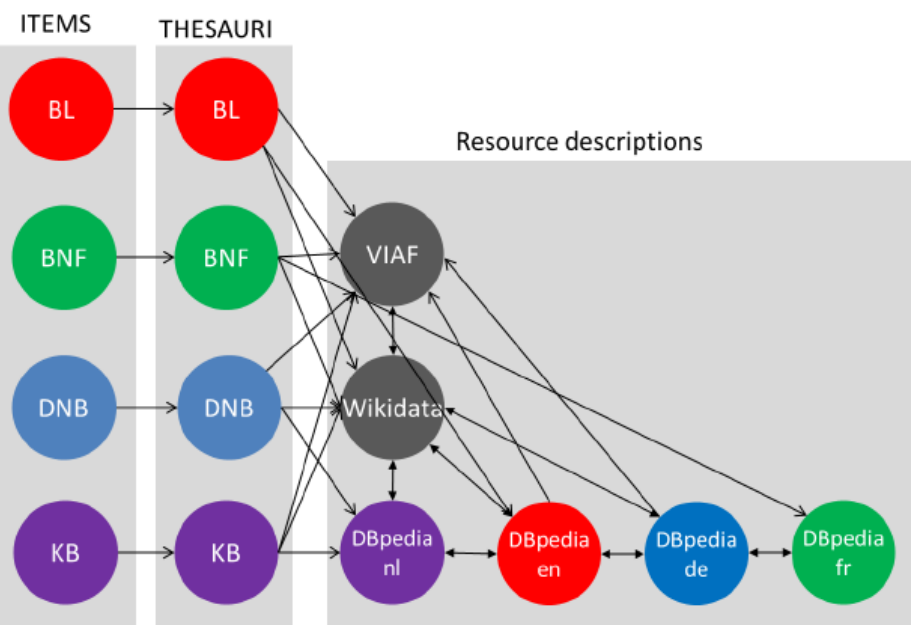 ITEMS
THESAURI
BL
BL
Resource descriptions
BNF
BNF
VIAF
DNB
DNB
Wikidata
KB
KB
DBpedia
nl
DBpedia
en
DBpedia
de
DBpedia
fr